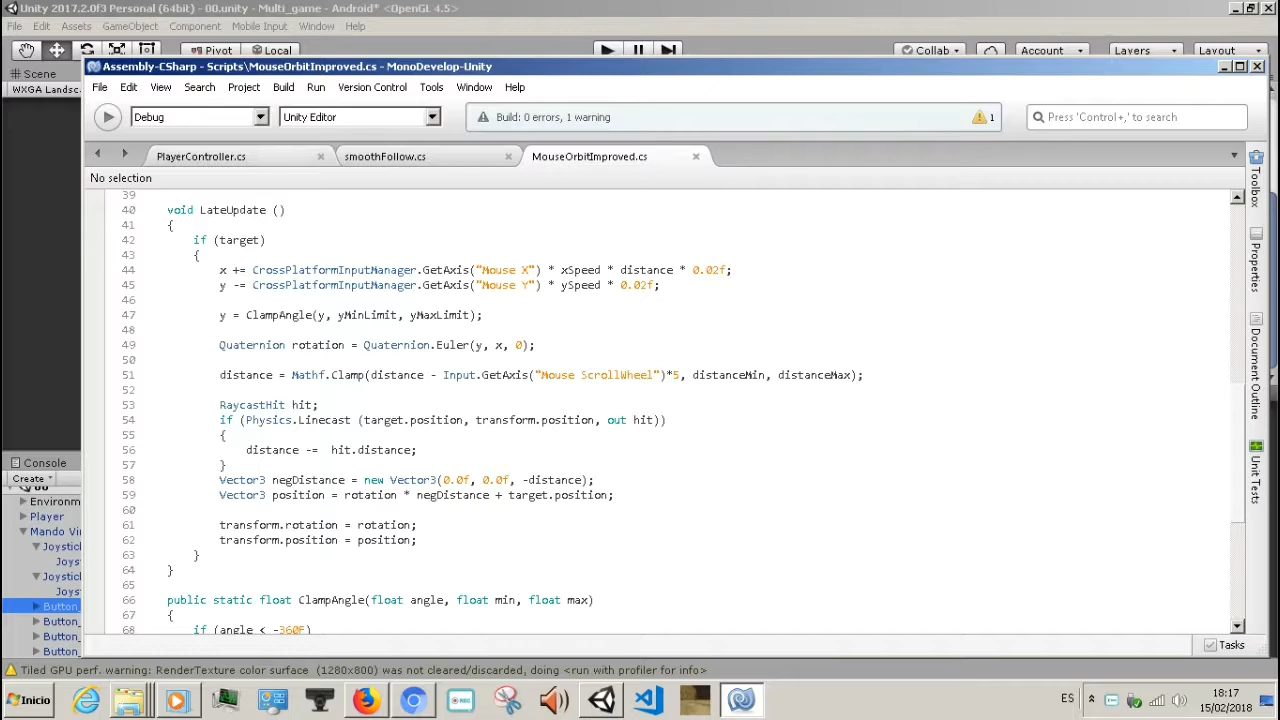 Unity 2017.2.0f3 Personal (64bit) - 00.unity - Multi_game - Android* <OpenGL 4.5>
File Edit Assets GameObject Component Mobile Input Window Help
Pivot Local Collab Account Layers Layout
Scene
WXGA Landsc
Assembly-CSharp - Scripts\MouseOrbitImproved.cs - MonoDevelop-Unity
File Edit View Search Project Build Run Version Control Tools Window Help
Debug Unity Editor Build: 0 errors, 1 warning 1 Press 'Control+,' to search
PlayerController.cs smoothFollow.cs MouseOrbitImproved.cs
No selection
39
40 void LateUpdate ()
41 {
42 if (target)
43 {
44 x += CrossPlatformInputManager.GetAxis("Mouse X") * xSpeed * distance * 0.02f;
45 y -= CrossPlatformInputManager.GetAxis("Mouse Y") * ySpeed * 0.02f;
46
47 y = ClampAngle(y, yMinLimit, yMaxLimit);
48
49 Quaternion rotation = Quaternion.Euler(y, x, 0);
50
51 distance = Mathf.Clamp(distance - Input.GetAxis("Mouse ScrollWheel")*5, distanceMin, distanceMax);
52
53 RaycastHit hit;
54 if (Physics.Linecast (target.position, transform.position, out hit))
55 {
56 distance -= hit.distance;
57 }
58 Vector3 negDistance = new Vector3(0.0f, 0.0f, -distance);
59 Vector3 position = rotation * negDistance + target.position;
60
61 transform.rotation = rotation;
62 transform.position = position;
63 }
64 }
65
66 public static float ClampAngle(float angle, float min, float max)
67 {
68 if (angle < -360F)
Toolbox
Properties
Document Outline
Unit Tests
Console
Create
Environm
Player
Mando Vir
Joystick
Joys
Joystick
Joys
Button_
Button_
Button_
Button_
Tasks
Tiled GPU perf. warning: RenderTexture color surface (1280x800) was not cleared/discarded, doing <run with profiler for info>
Inicio ES 18:17
15/02/2018